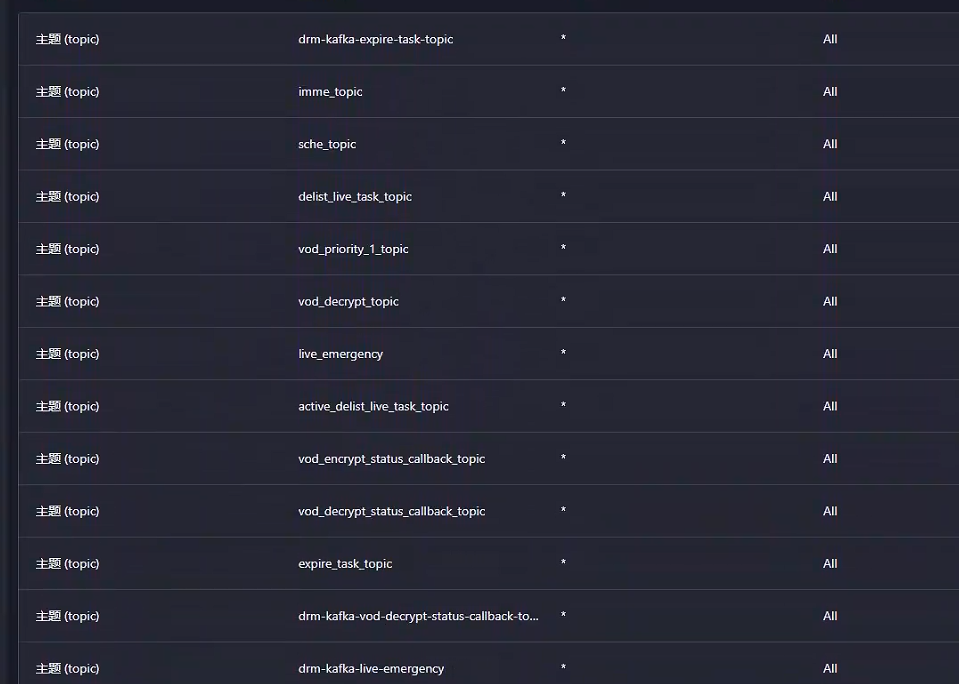 主题 (topic) drm-kafka-expire-task-topic * All
主题 (topic) imme_topic * All
主题 (topic) sche_topic * All
主题 (topic) delist_live_task_topic * All
主题 (topic) vod_priority_1_topic * All
主题 (topic) vod_decrypt_topic * All
主题 (topic) live_emergency * All
主题 (topic) active_delist_live_task_topic * All
主题 (topic) vod_encrypt_status_callback_topic * All
主题 (topic) vod_decrypt_status_callback_topic * All
主题 (topic) expire_task_topic * All
主题 (topic) drm-kafka-vod-decrypt-status-callback-to... * All
主题 (topic) drm-kafka-live-emergency * All